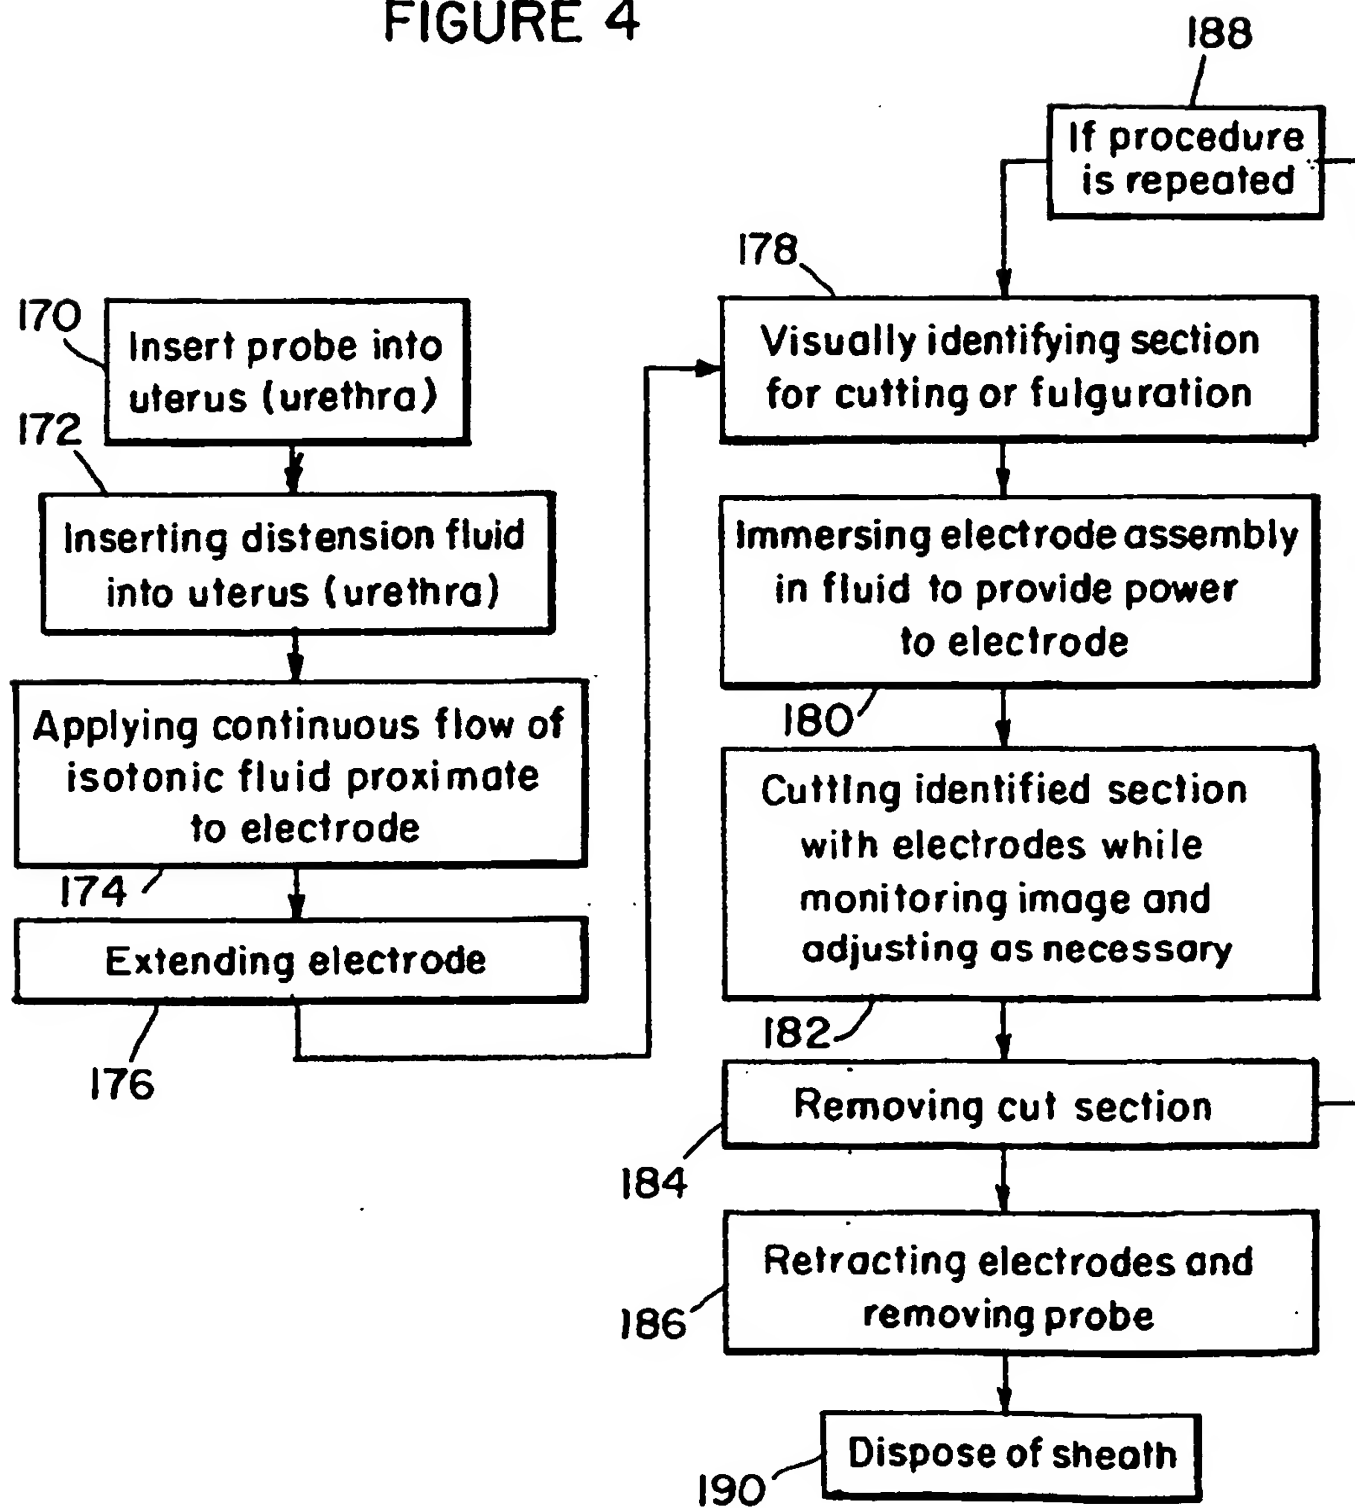 FIGURE 4
170
Insert probe into
uterus (urethra)
172
Inserting distension fluid
into uterus (urethra)
Applying continuous flow of
isotonic fluid proximate
to electrode
174
Extending electrode
176
188
If procedure
is repeated
178
Visually identifying section
for cutting or fulguration
Immersing electrode assembly
in fluid to provide power
to electrode
180
Cutting identified section
with electrodes while
monitoring image and
adjusting as necessary
182
Removing cut section
184
Retracting electrodes and
removing probe
186
Dispose of sheath
190